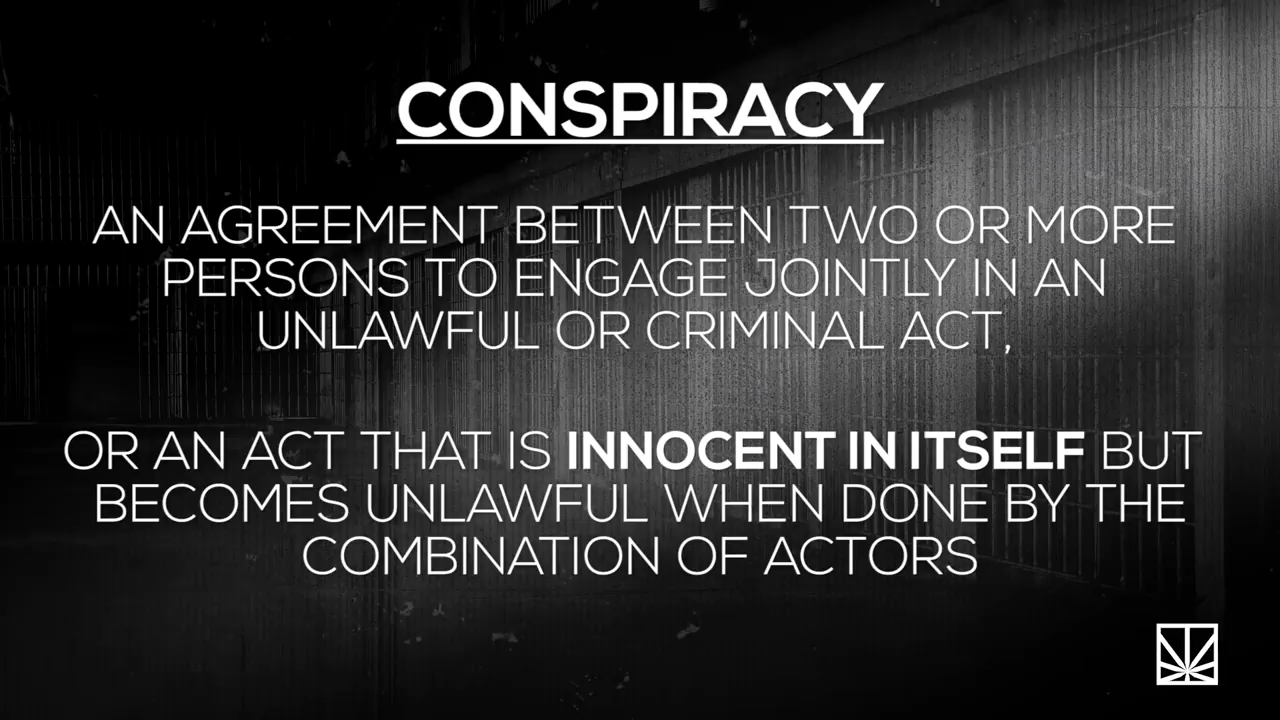 CONSPIRACY
AN AGREEMENT BETWEEN TWO OR MORE
PERSONS TO ENGAGE JOINTLY IN AN
UNLAWFUL OR CRIMINAL ACT,
OR AN ACT THAT IS INNOCENT IN ITSELF BUT
BECOMES UNLAWFUL WHEN DONE BY THE
COMBINATION OF ACTORS